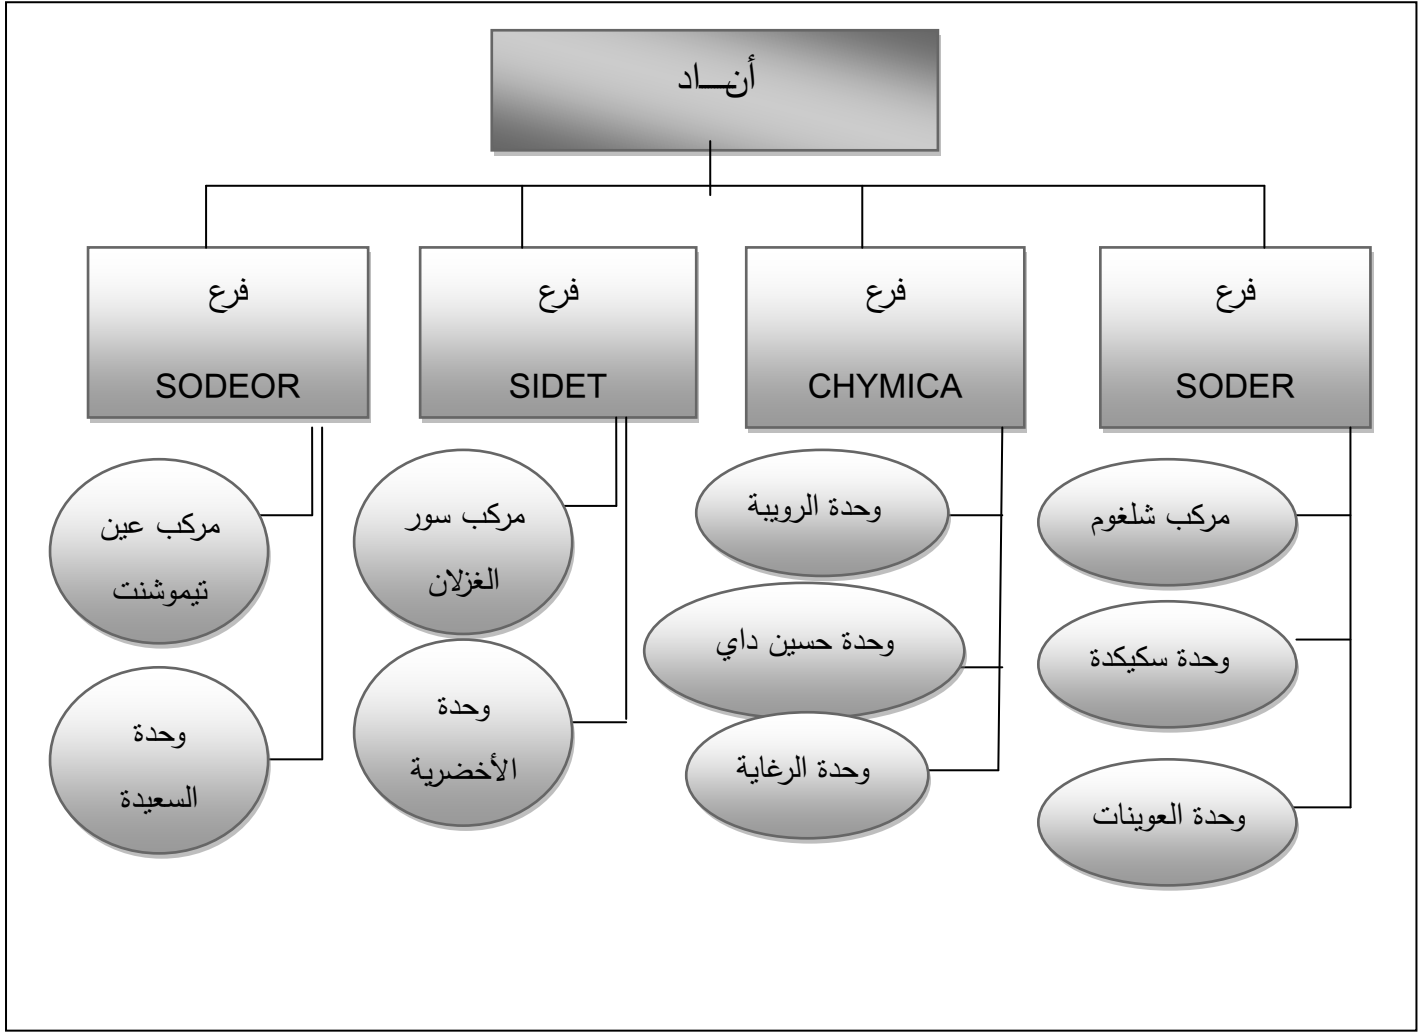 أنــاد
فرع
SODER
فرع
CHYMICA
فرع
SIDET
فرع
SODEOR
مركب شلغوم
وحدة سكيكدة
وحدة العوينات
وحدة الرويبة
وحدة حسين داي
وحدة الرغاية
مركب سور
الغزلان
وحدة
الأخضرية
مركب عين
تيموشنت
وحدة
السعيدة